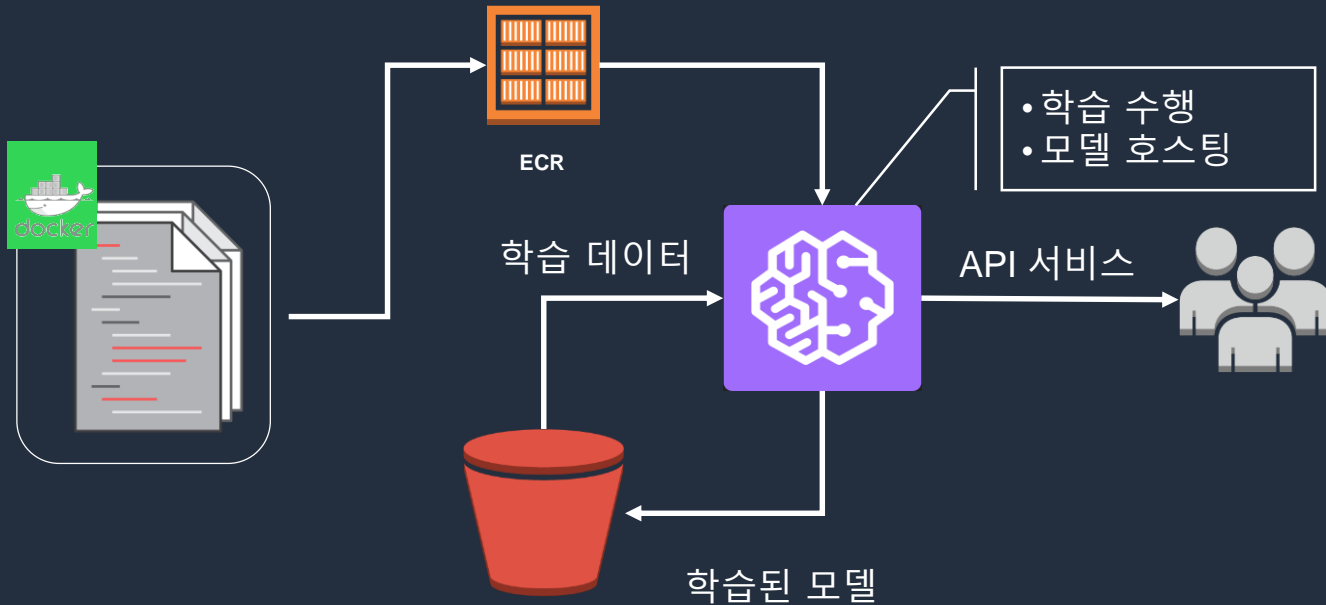 docker
ECR
• 학습 수행
• 모델 호스팅
학습 데이터
API 서비스
학습된 모델